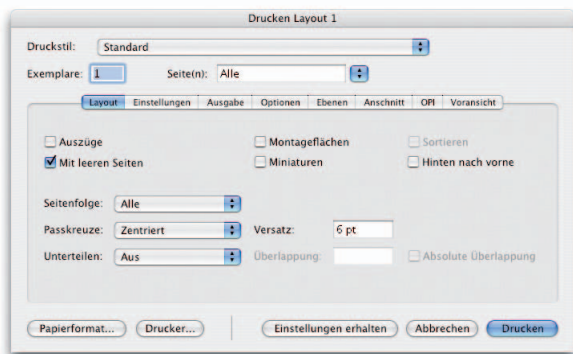 Drucken Layout 1
Druckstil: Standard
Exemplare: 1 Seite(n): Alle
Layout Einstellungen Ausgabe Optionen Ebenen Anschnitt OPI Voransicht
Auszüge Montageflächen Sortieren
Mit leeren Seiten Miniaturen Hinten nach vorne
Seitenfolge: Alle
Passkreuze: Zentriert Versatz: 6 pt
Unterteilen: Aus Überlappung: Absolute Überlappung
Papierformat... Drucker... Einstellungen erhalten Abbrechen Drucken